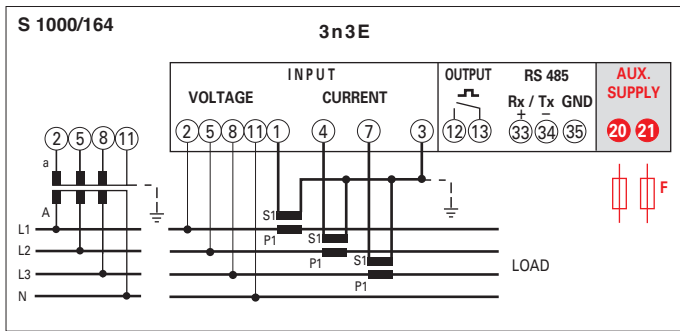 S 1000/164
3n3E
INPUT
OUTPUT
RS 485
AUX.
SUPPLY
VOLTAGE
CURRENT
Rx / Tx GND
+ −
2 5 8 11
2 5 8 11 1 4 7 3
12 13
33 34 35
20 21
a
F
A
S1
L1
P1
S1
L2
P1
S1
L3
P1
LOAD
N